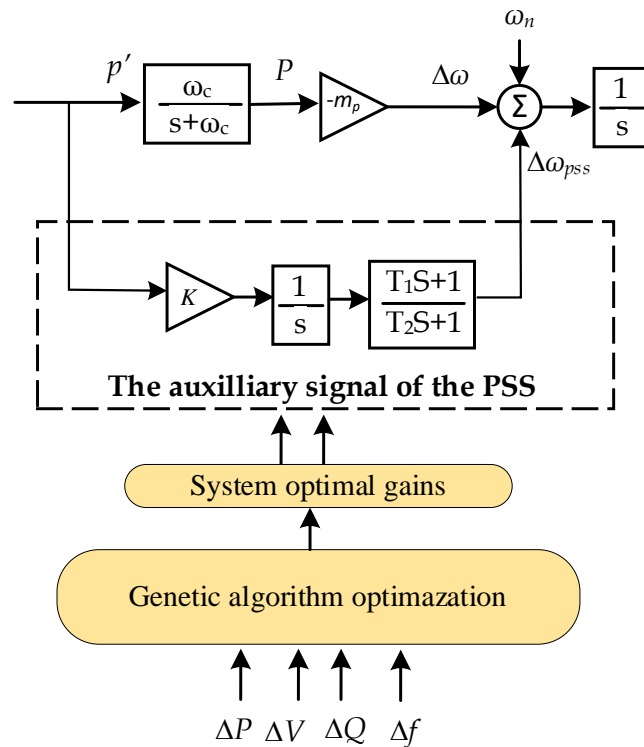 ωn
p′ P Δω
ωc
s+ωc
-mp
Σ
1
s
Δωpss
K
1
s
T1S+1
T2S+1
The auxilliary signal of the PSS
System optimal gains
Genetic algorithm optimazation
ΔP ΔV ΔQ Δf